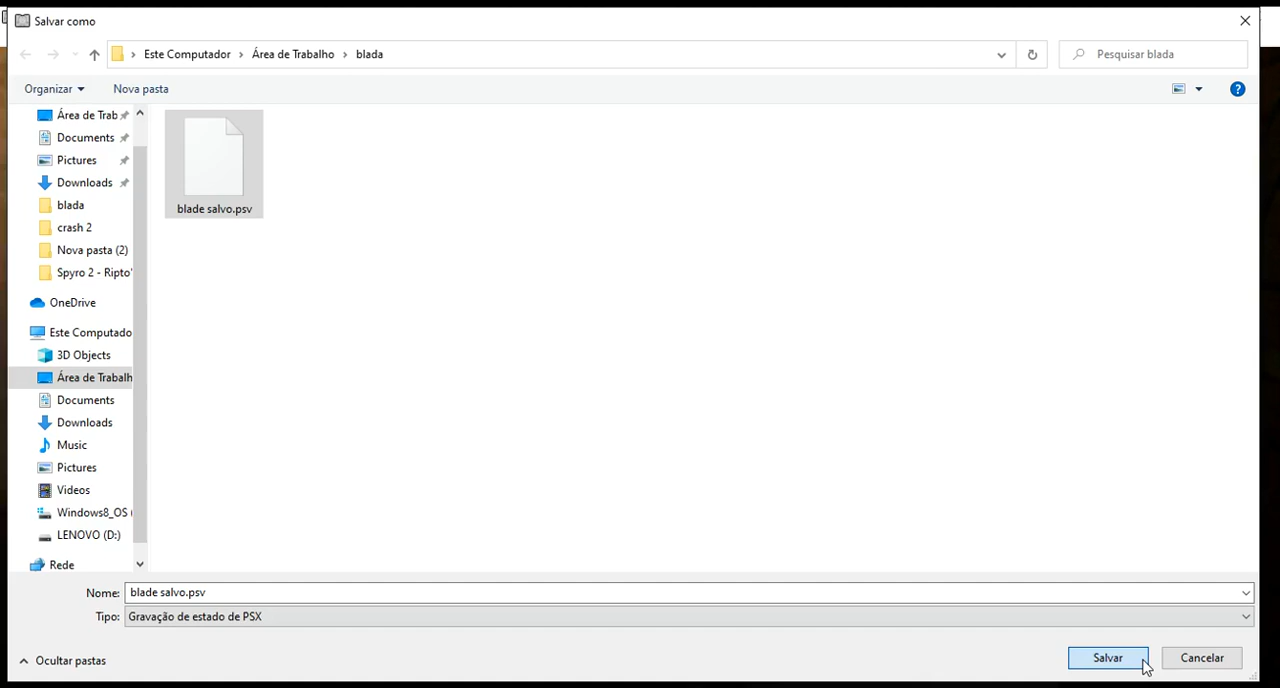 Salvar como
Este Computador > Área de Trabalho > blada
Pesquisar blada
Organizar
Nova pasta
Área de Trab
Documents
Pictures
Downloads
blada
crash 2
Nova pasta (2)
Spyro 2 - Ripto'
OneDrive
Este Computado
3D Objects
Área de Trabalh
Documents
Downloads
Music
Pictures
Videos
Windows8_OS (
LENOVO (D:)
Rede
blade salvo.psv
Nome: blade salvo.psv
Tipo: Gravação de estado de PSX
Ocultar pastas
Salvar
Cancelar